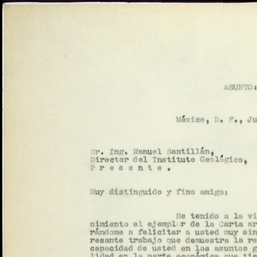 ASUNTO:
México, D. F., Ju
Sr. Ing. Manuel Santillán,
Director del Instituto Geológico,
P r e s e n t e .
Muy distinguido y fino amigo:
He tenido a la vi
nimiento el ejemplar de la Carta ar
rándome a felicitar a usted muy sin
resante trabajo que demuestra la re
capacidad de usted en los asuntos g